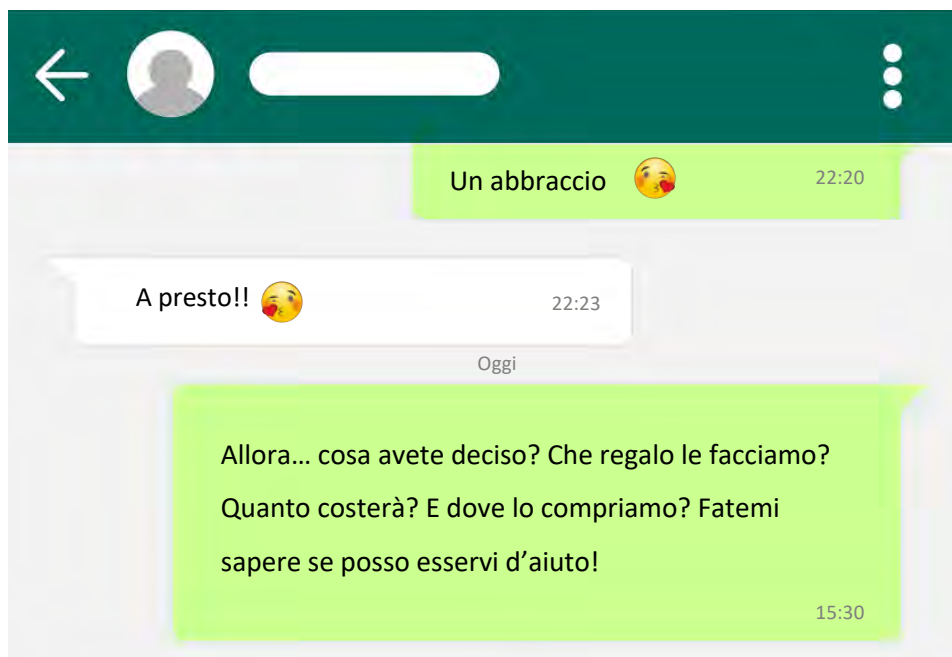 Un abbraccio 😘 22:20
A presto!! 😘 22:23
Oggi
Allora... cosa avete deciso? Che regalo le facciamo?
Quanto costerà? E dove lo compriamo? Fatemi
sapere se posso esservi d’aiuto!
15:30